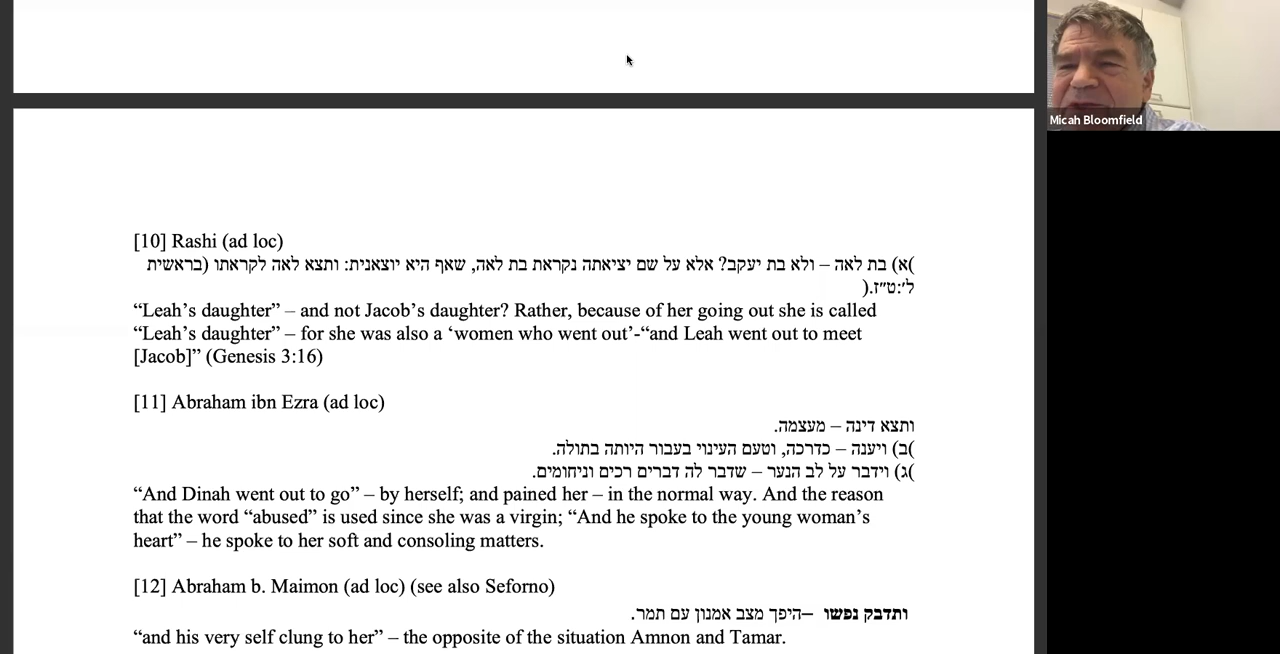 [10] Rashi (ad loc)
)א) בת לאה – ולא בת יעקב? אלא על שם יציאתה נקראת בת לאה, שאף היא יוצאנית: ותצא לאה לקראתו (בראשית
ל׳:ט״ז.(
“Leah’s daughter” – and not Jacob’s daughter? Rather, because of her going out she is called
“Leah’s daughter” – for she was also a ‘women who went out’-“and Leah went out to meet
[Jacob]” (Genesis 3:16)
[11] Abraham ibn Ezra (ad loc)
ותצא דינה – מעצמה.
)ב) ויענה – כדרכה, וטעם העינוי בעבור היותה בתולה.
)ג) וידבר על לב הנער – שדבר לה דברים רכים וניחומים.
“And Dinah went out to go” – by herself; and pained her – in the normal way. And the reason
that the word “abused” is used since she was a virgin; “And he spoke to the young woman’s
heart” – he spoke to her soft and consoling matters.
[12] Abraham b. Maimon (ad loc) (see also Seforno)
ותדבק נפשו –היפך מצב אמנון עם תמר.
“and his very self clung to her” – the opposite of the situation Amnon and Tamar.
Micah Bloomfield